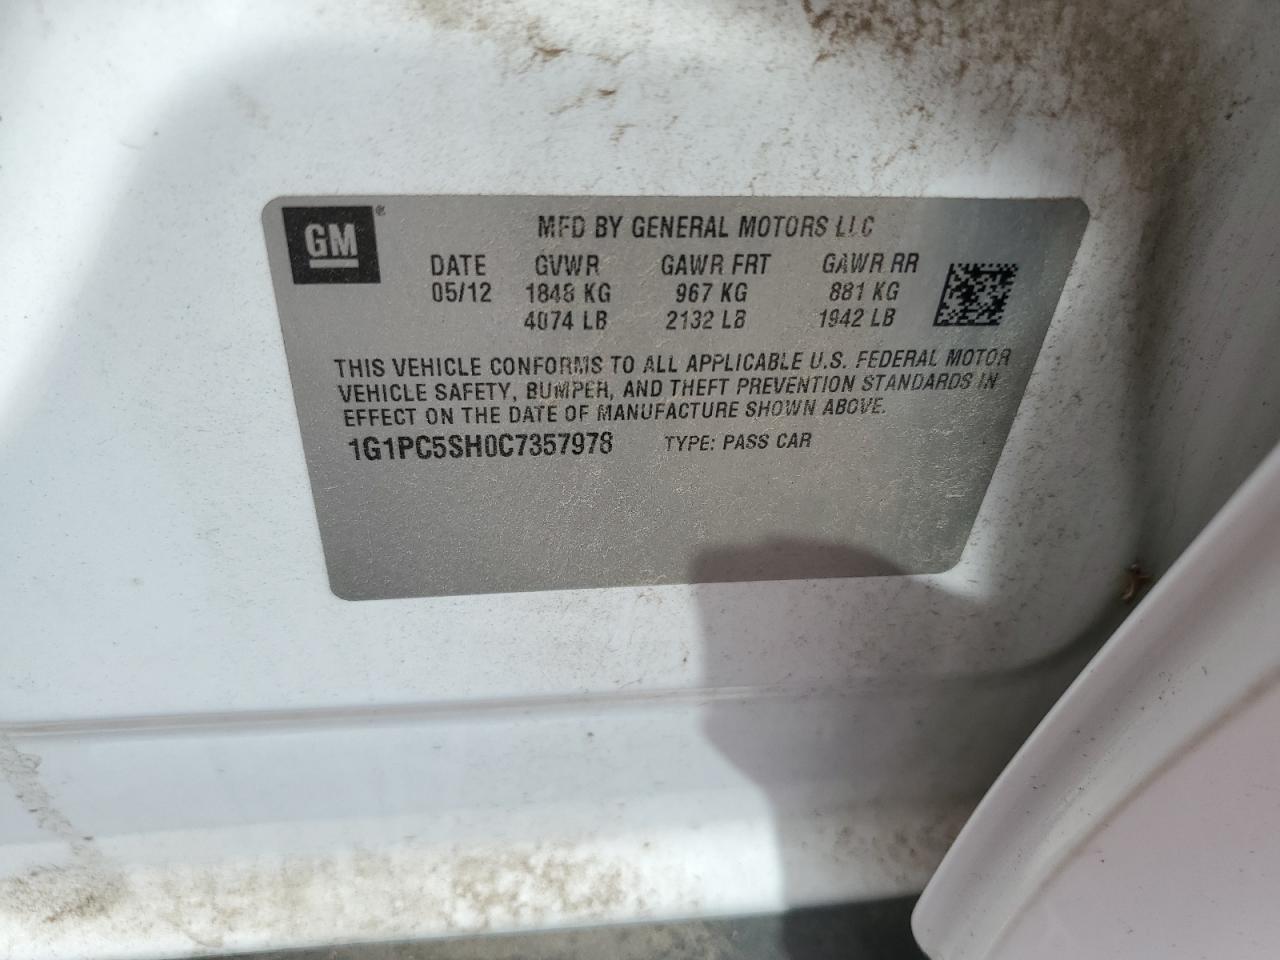 GM®
MFD BY GENERAL MOTORS LLC
DATE GVWR GAWR FRT GAWR RR
05/12 1848 KG 967 KG 881 KG
4074 LB 2132 LB 1942 LB
THIS VEHICLE CONFORMS TO ALL APPLICABLE U.S. FEDERAL MOTOR
VEHICLE SAFETY, BUMPER, AND THEFT PREVENTION STANDARDS IN
EFFECT ON THE DATE OF MANUFACTURE SHOWN ABOVE.
1G1PC5SH0C7357978 TYPE: PASS CAR